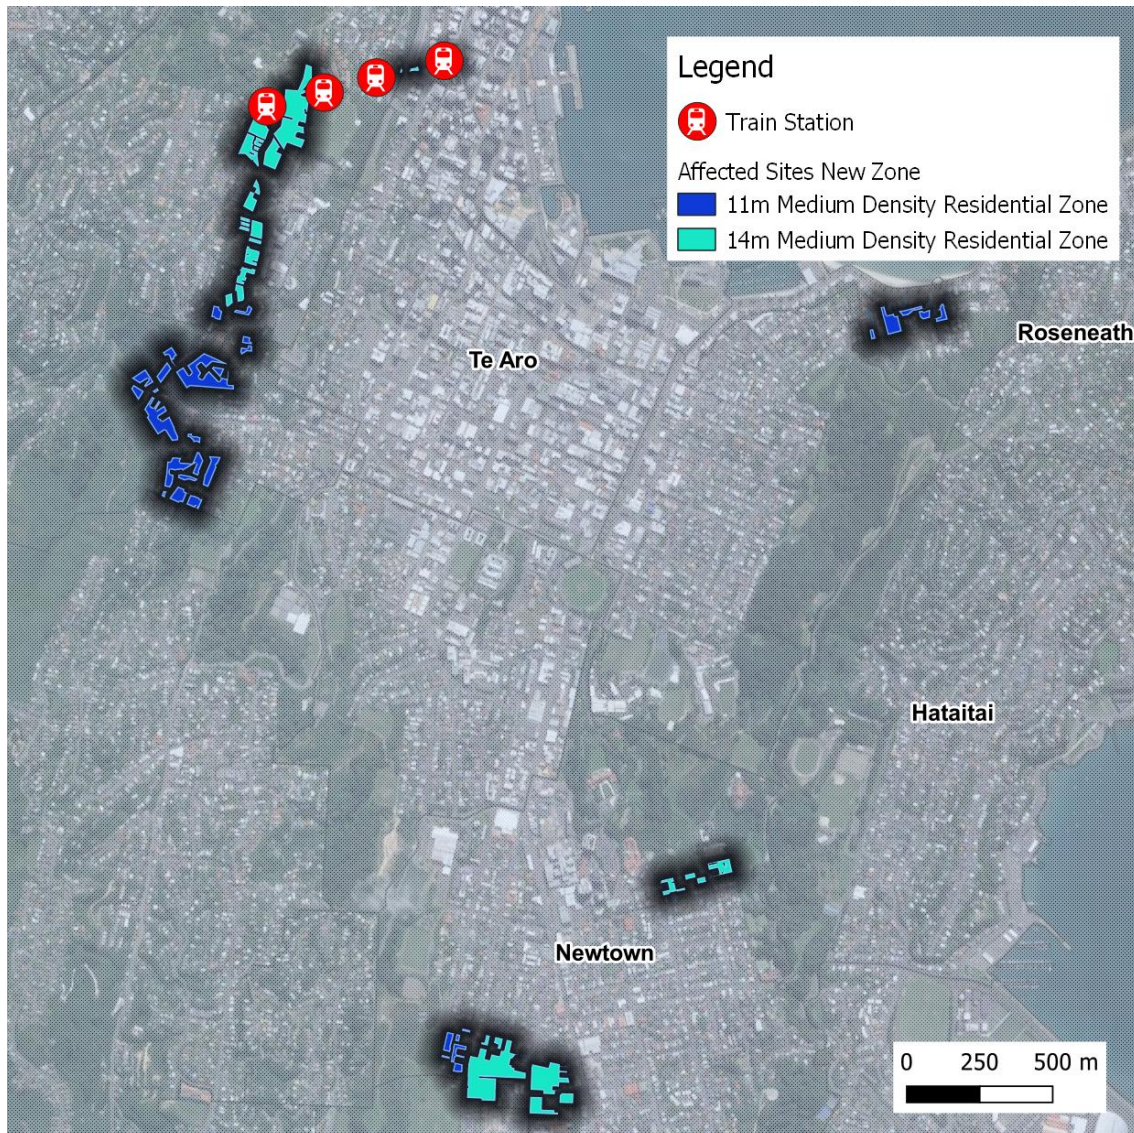 Legend
Train Station
Affected Sites New Zone
11m Medium Density Residential Zone
14m Medium Density Residential Zone
Roseneath
Te Aro
Hataitai
Newtown
0 250 500 m